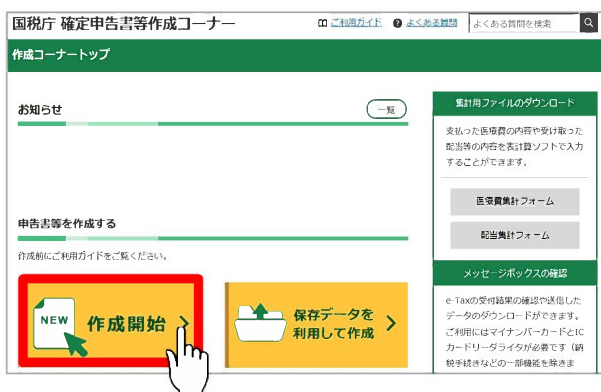 国税庁 確定申告書等作成コーナー
ご利用ガイド
? よくある質問
よくある質問を検索
作成コーナートップ
お知らせ
一覧
申告書等を作成する
作成前にご利用ガイドをご覧ください。
NEW
作成開始
保存データを
利用して作成
集計用ファイルのダウンロード
支払った医療費の内容や受け取った
配当等の内容を表計算ソフトで入力
することができます。
医療費集計フォーム
配当集計フォーム
メッセージボックスの確認
e-Taxの受付結果の確認や送信した
データのダウンロードができます。
ご利用にはマイナンバーカードとIC
カードリーダライタが必要です（納
税手続きなどの一部機能を除きま